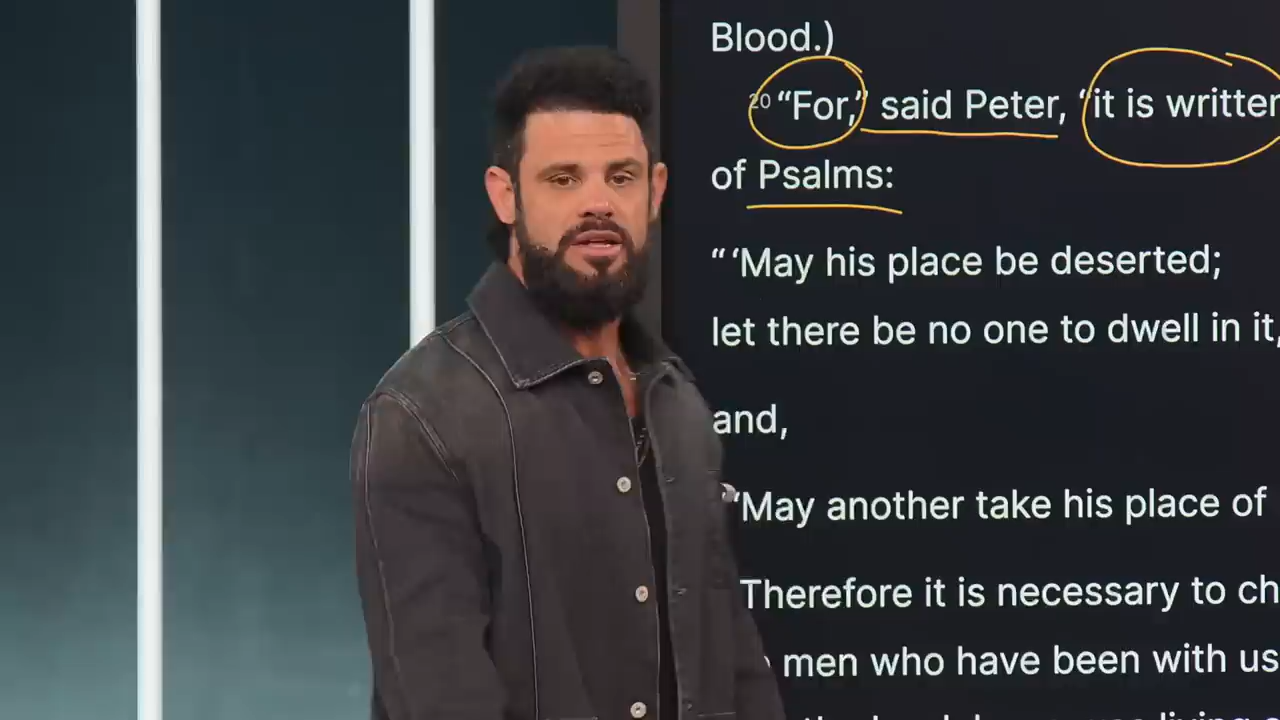 Blood.)
20 “For,” said Peter, “it is written
of Psalms:
“ ‘May his place be deserted;
let there be no one to dwell in it,
and,
“‘May another take his place of
Therefore it is necessary to ch
men who have been with us